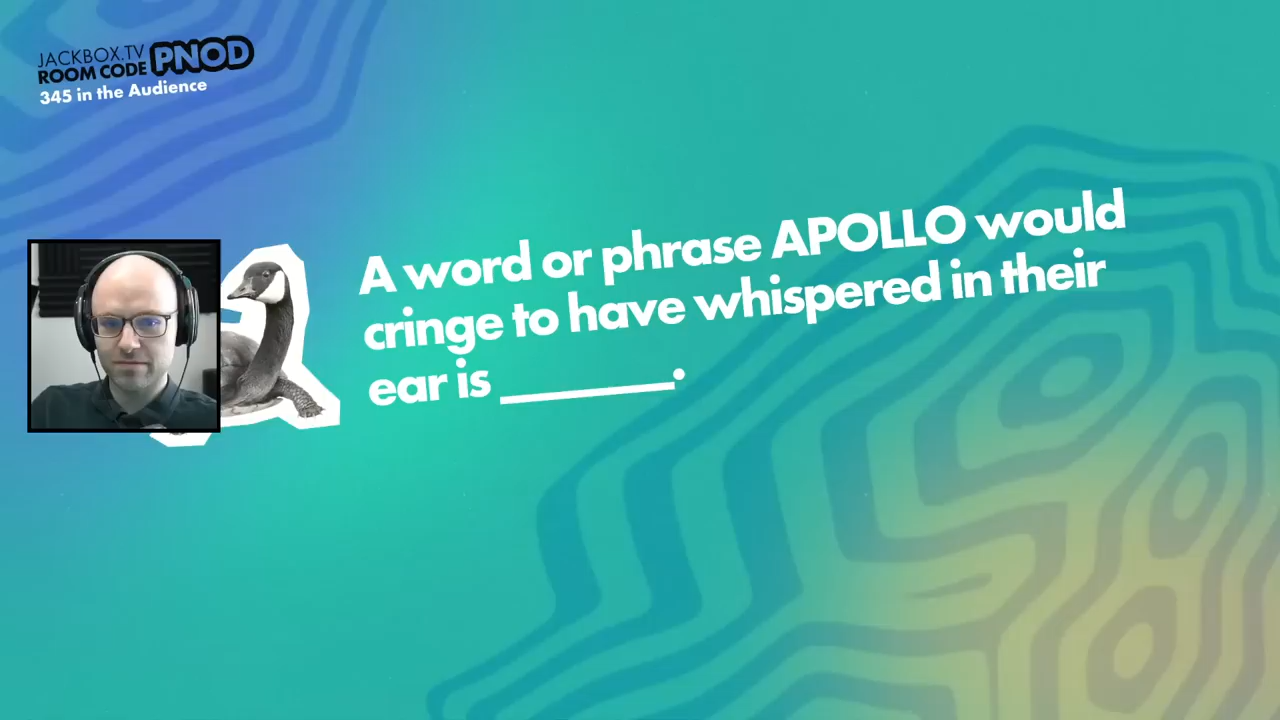 JACKBOX.TV
ROOM CODE PNOD
345 in the Audience
A word or phrase APOLLO would
cringe to have whispered in their
ear is ______.